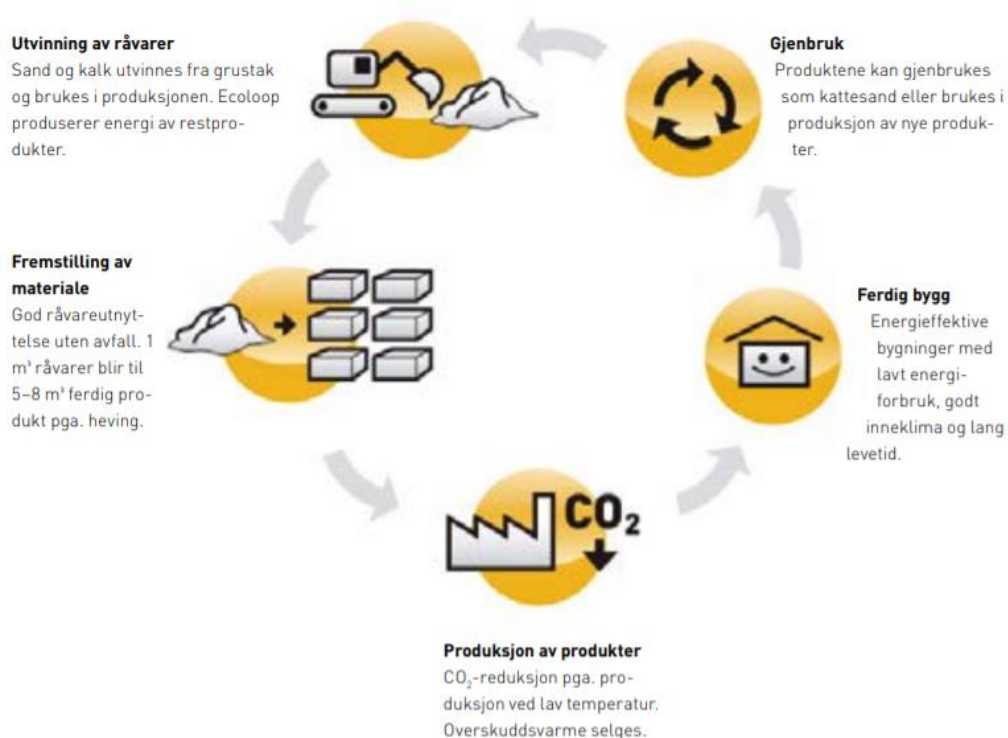 Utvinning av råvarer
Sand og kalk utvinnes fra grustak
og brukes i produksjonen. Ecoloop
produserer energi av restpro-
dukter.
Fremstilling av
materiale
God råvareutnyt-
telse uten avfall. 1
m³ råvarer blir til
5–8 m³ ferdig pro-
dukt pga. heving.
CO₂
Produksjon av produkter
CO₂-reduksjon pga. pro-
duksjon ved lav temperatur.
Overskuddsvarme selges.
Ferdig bygg
Energieffektive
bygninger med
lavt energi-
forbruk, godt
inneklima og lang
levetid.
Gjenbruk
Produktene kan gjenbrukes
som kattesand eller brukes i
produksjon av nye produk-
ter.